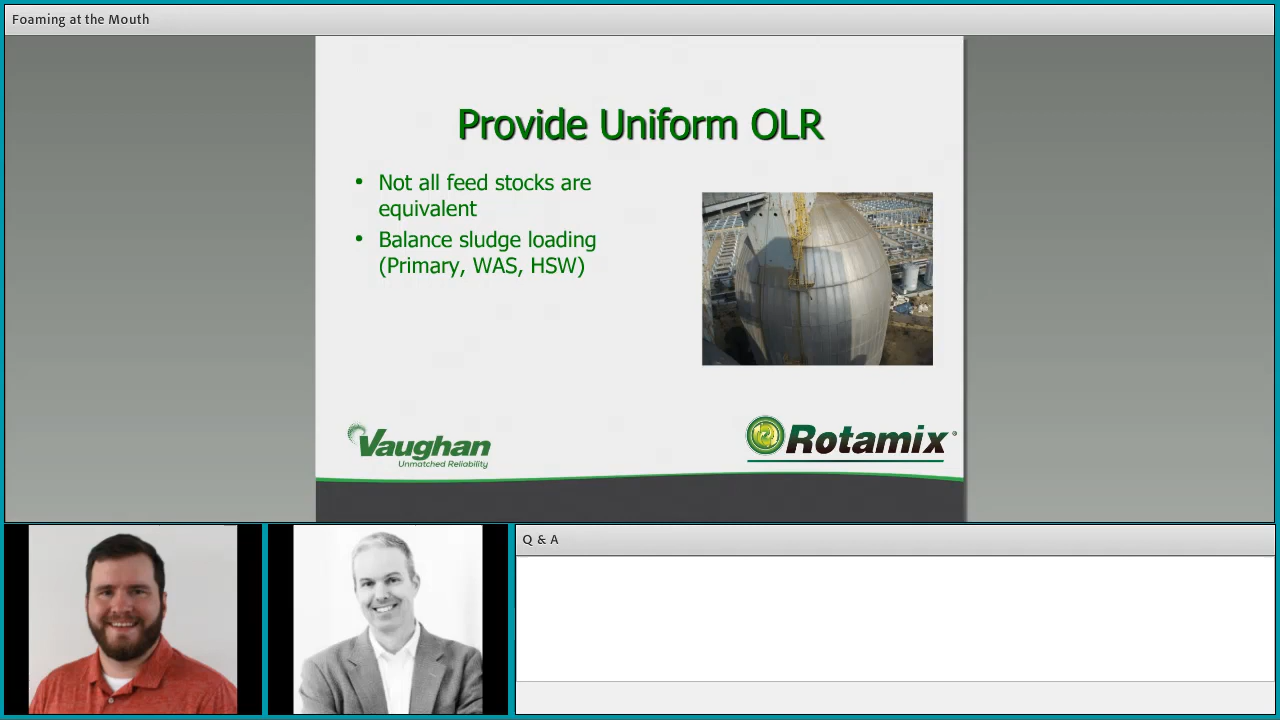 Foaming at the Mouth
Provide Uniform OLR
• Not all feed stocks are
equivalent
• Balance sludge loading
(Primary, WAS, HSW)
Vaughan
Unmatched Reliability
Rotamix®
Q & A